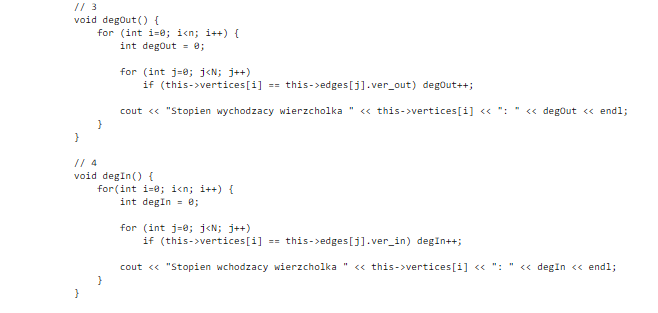 // 3
void degOut() {
for (int i=0; i<n; i++) {
int degOut = 0;
for (int j=0; j<N; j++)
if (this->vertices[i] == this->edges[j].ver_out) degOut++;
cout << "Stopien wychodzacy wierzcholka " << this->vertices[i] << ": " << degOut << endl;
}
}
// 4
void degIn() {
for(int i=0; i<n; i++) {
int degIn = 0;
for (int j=0; j<N; j++)
if (this->vertices[i] == this->edges[j].ver_in) degIn++;
cout << "Stopien wchodzacy wierzcholka " << this->vertices[i] << ": " << degIn << endl;
}
}